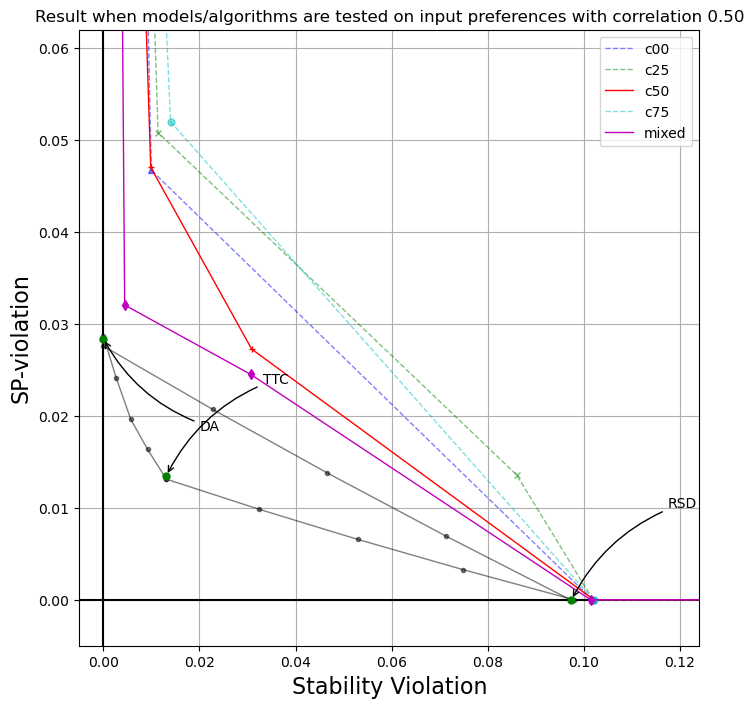 Result when models/algorithms are tested on input preferences with correlation 0.50
c00
c25
c50
c75
mixed
0.06
0.05
0.04
0.03
0.02
0.01
0.00
SP-violation
TTC
DA
RSD
0.00
0.02
0.04
0.06
0.08
0.10
0.12
Stability Violation